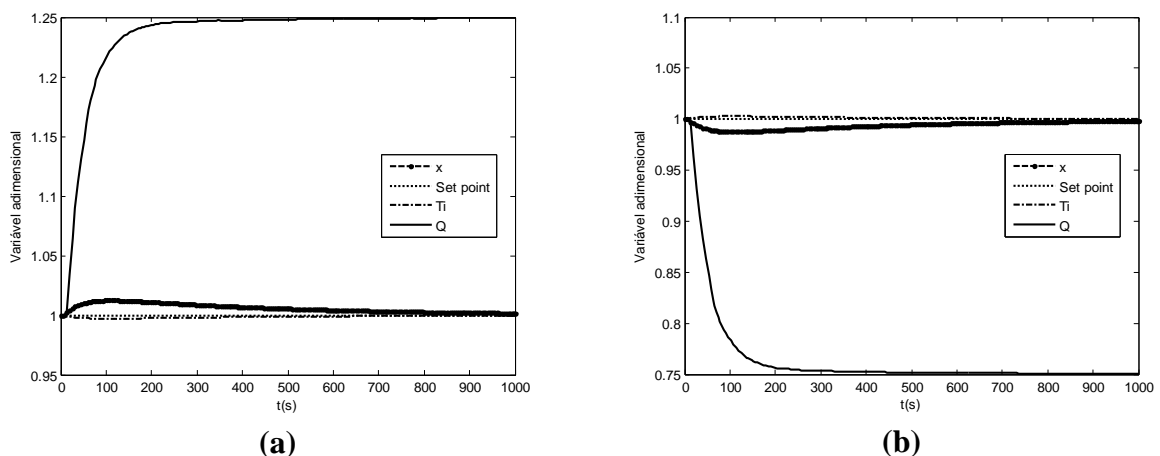 1.25
1.2
1.15
1.1
1.05
1
0.95
Variável adimensional
0 100 200 300 400 500 600 700 800 900 1000
t(s)
x
Set point
Ti
Q
(a)
1.1
1.05
1
0.95
0.9
0.85
0.8
0.75
Variável adimensional
0 100 200 300 400 500 600 700 800 900 1000
t(s)
x
Set point
Ti
Q
(b)